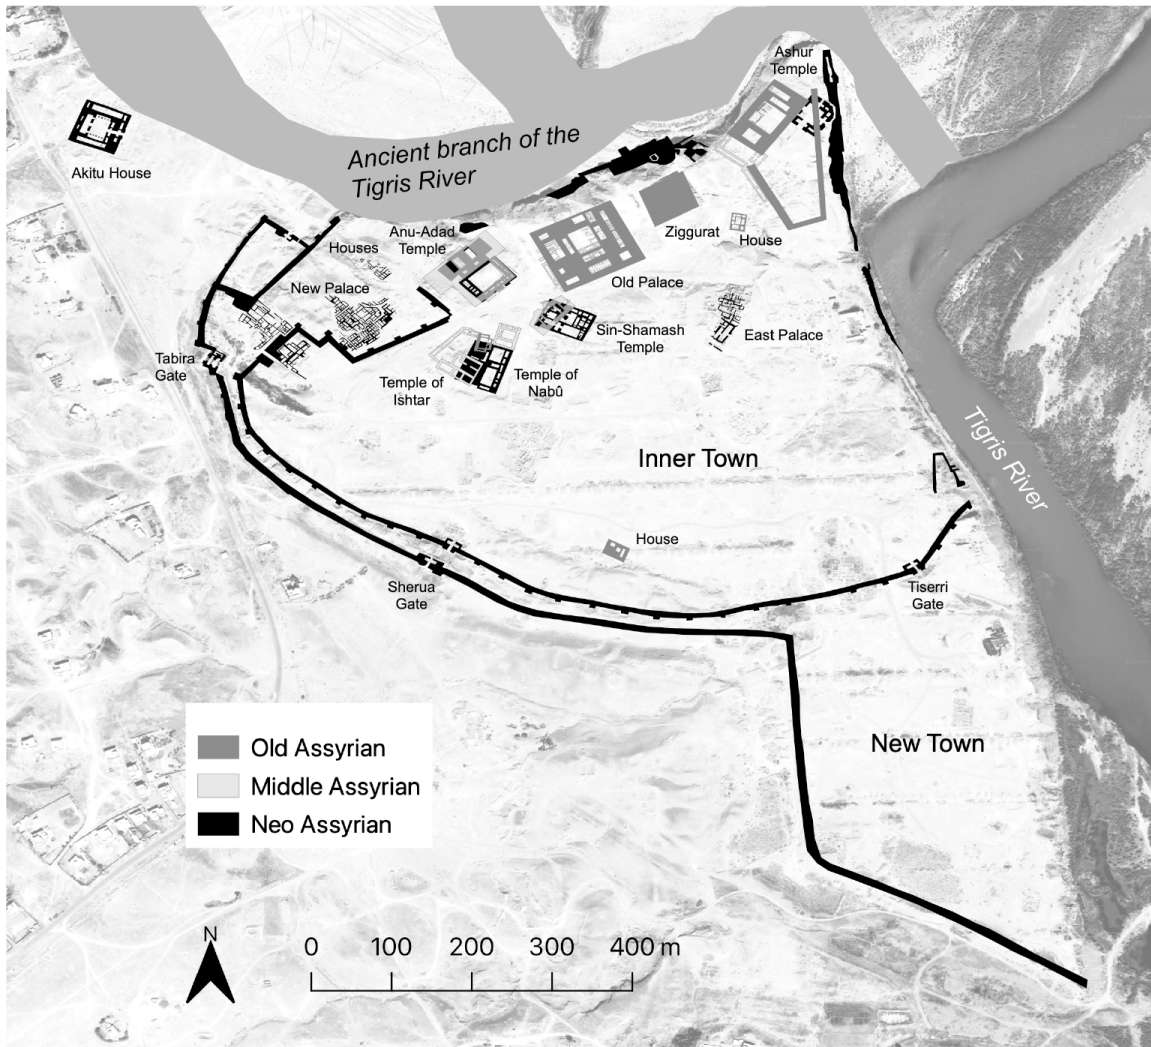 Ashur
Temple
Akitu House
Ancient branch of the
Tigris River
Anu-Adad
Temple
Houses
Ziggurat
House
New Palace
Old Palace
Sin-Shamash
Temple
East Palace
Tabira
Gate
Temple of
Ishtar
Temple of
Nabû
Tigris River
Inner Town
House
Sherua
Gate
Tiserri
Gate
New Town
Old Assyrian
Middle Assyrian
Neo Assyrian
N
0 100 200 300 400 m